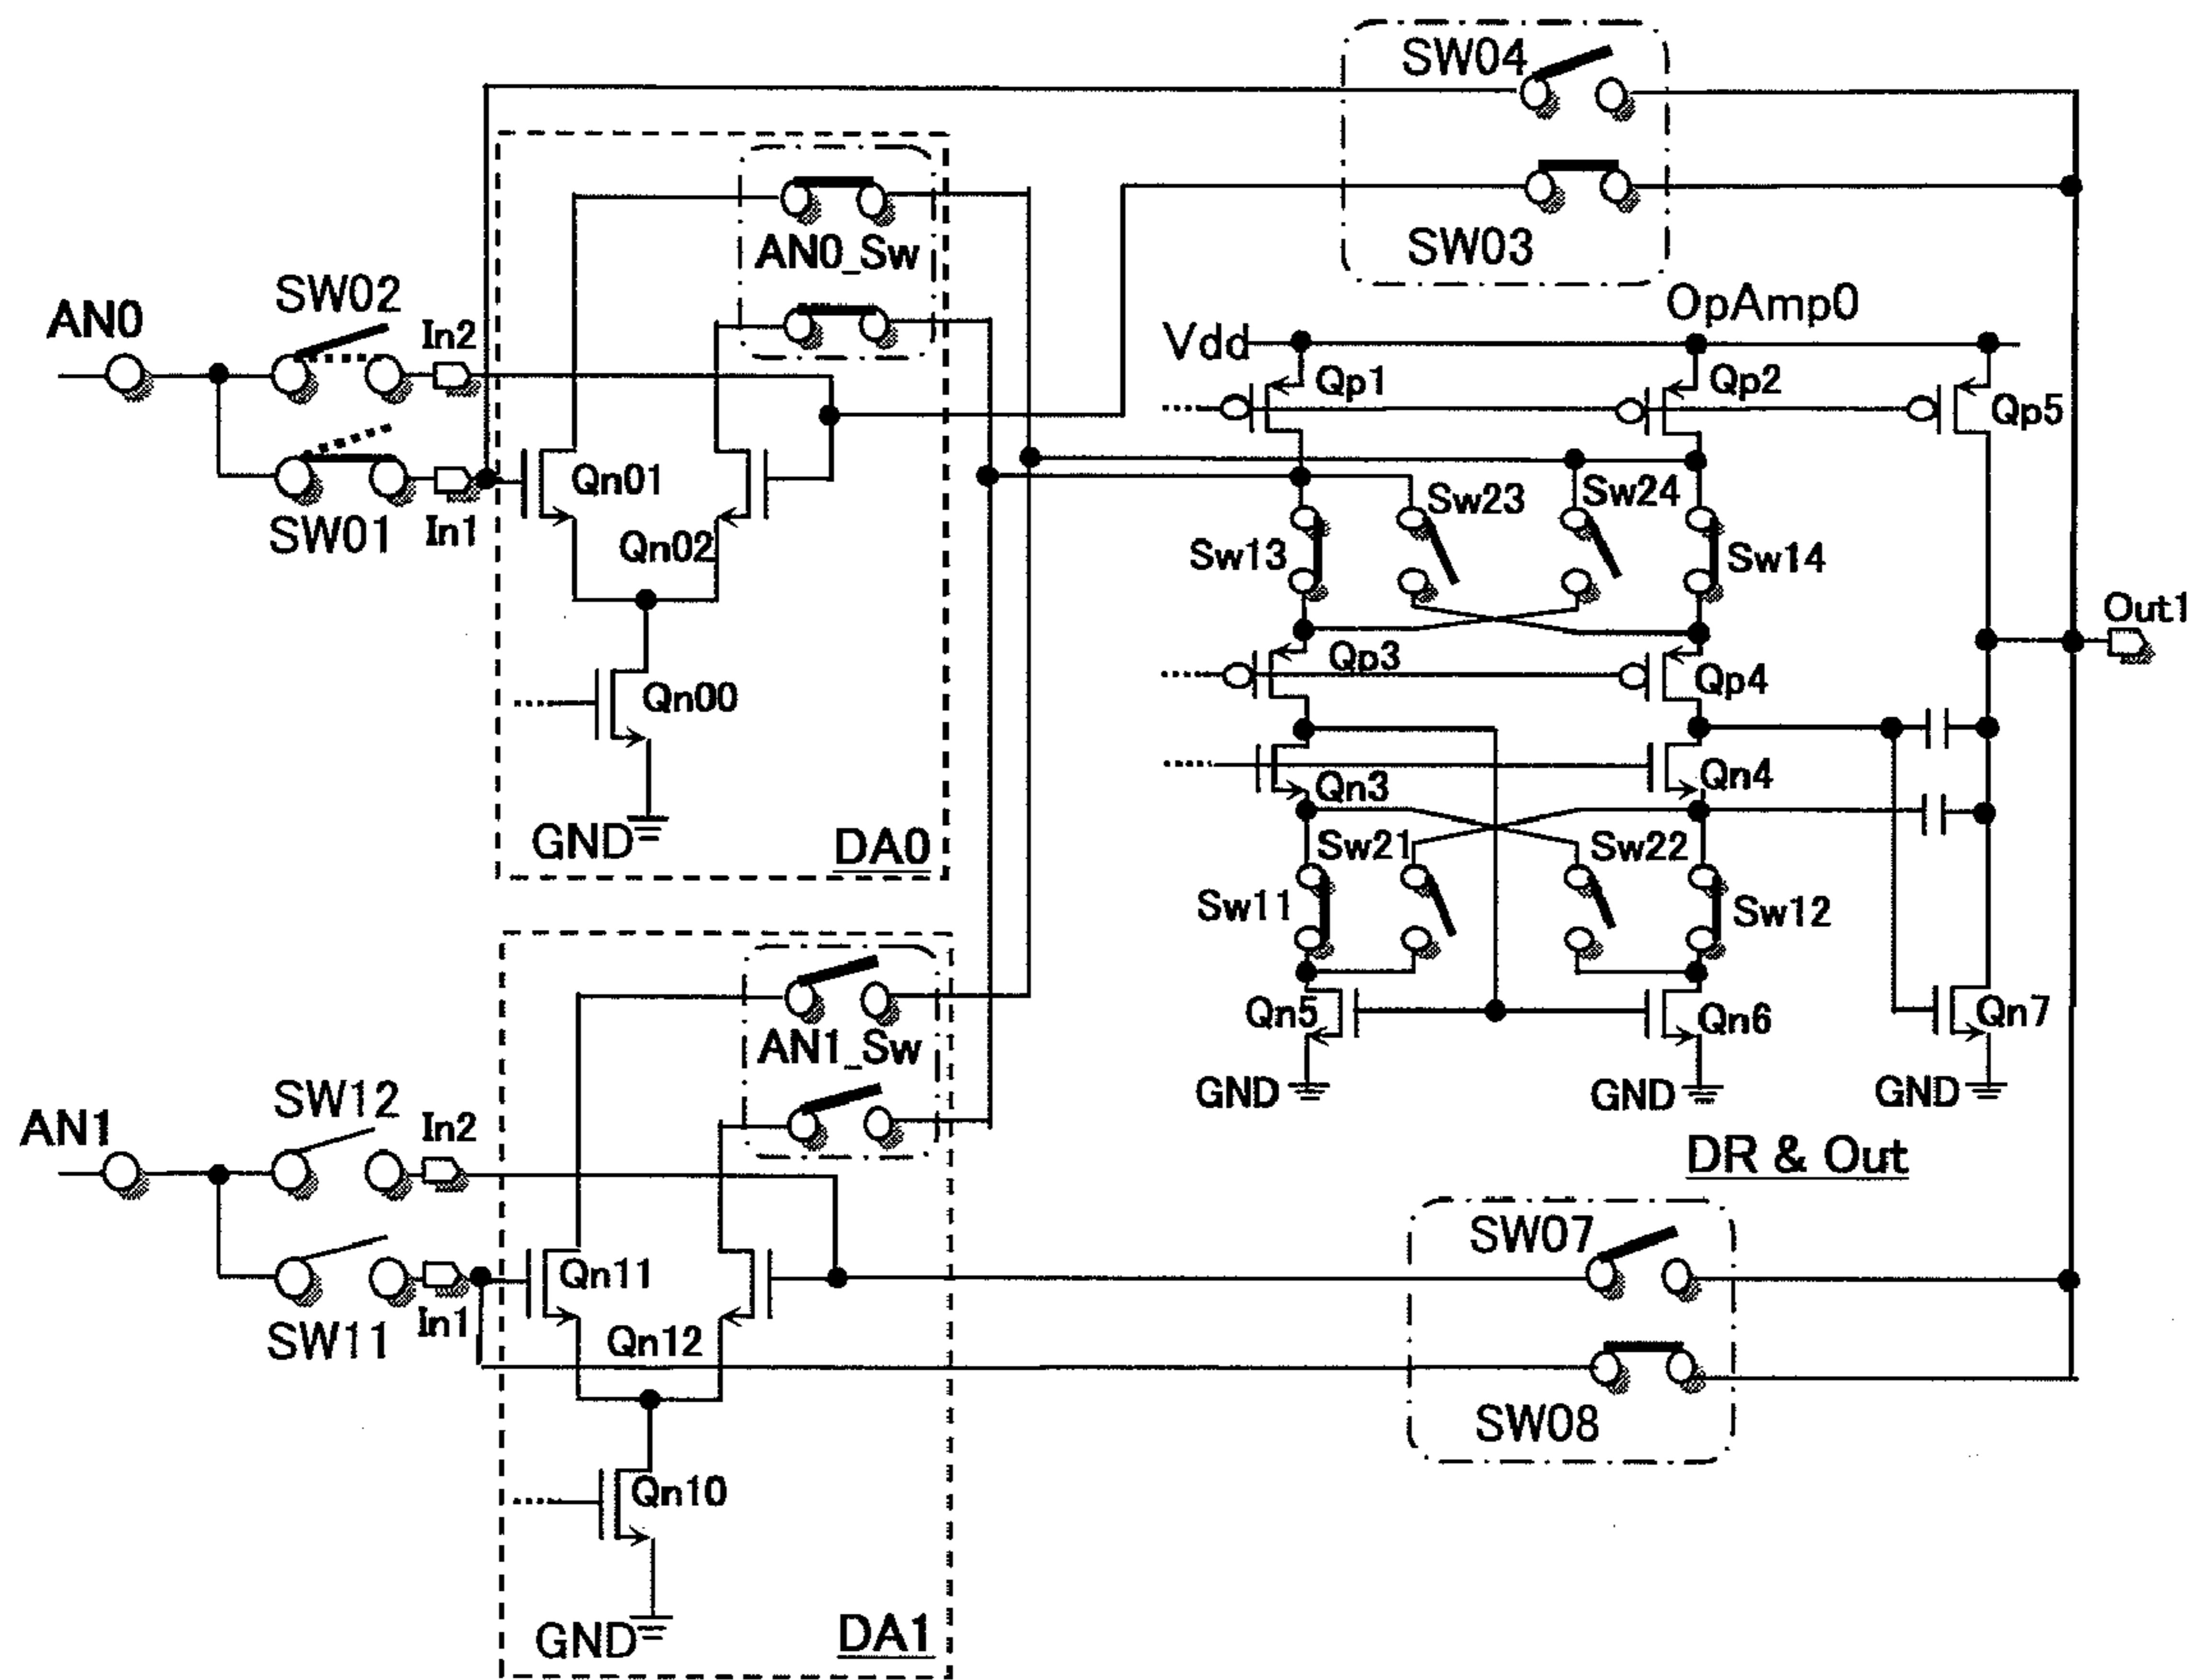 SW04
SW03
AN0_Sw
AN0
SW02
In2
SW01
In1
Qn01
Qn02
Qn00
GND
DA0
OpAmp0
Vdd
Qp1
Qp2
Qp5
Sw13
Sw23
Sw24
Sw14
Out1
Qp3
Qp4
Qn3
Qn4
Sw21
Sw22
Sw11
Sw12
Qn5
Qn6
Qn7
GND
GND
GND
DR & Out
AN1_Sw
AN1
SW12
In2
SW11
In1
Qn11
Qn12
Qn10
GND
DA1
SW07
SW08